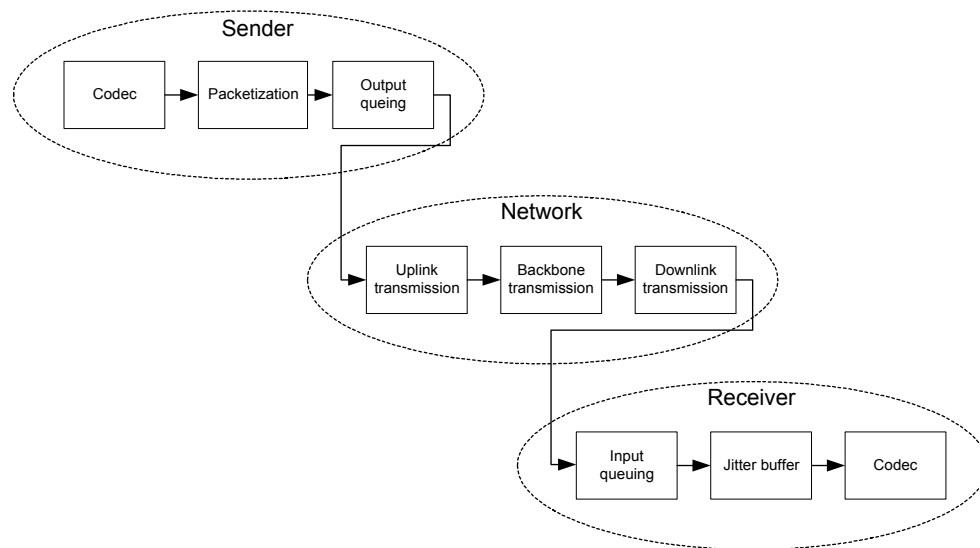 Sender
Codec
Packetization
Output
queing
Network
Uplink
transmission
Backbone
transmission
Downlink
transmission
Receiver
Input
queuing
Jitter buffer
Codec